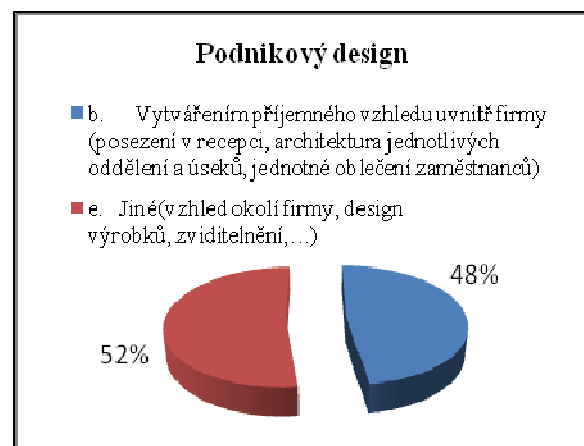 Podnikový design
b. Vytvářením příjemného vzhledu uvnitř firmy
(posezení v recepci, architektura jednotlivých
oddělení a úseků, jednotné oblečení zaměstnanců)
e. Jiné(vzhled okolí firmy, design
výrobků, zviditelnění,...)
48%
52%